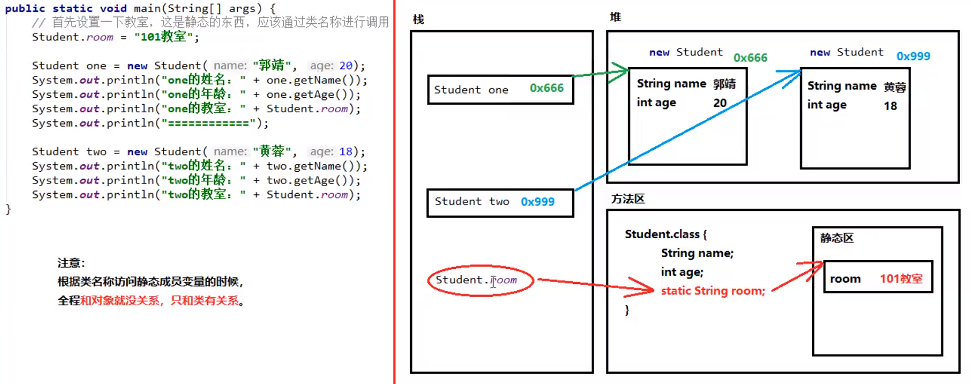 public static void main(String[] args) {
// 首先设置一下教室，这是静态的东西，应该通过类名称进行调用
Student.room = "101教室";
Student one = new Student( name: "郭靖", age: 20);
System.out.println("one的姓名：" + one.getName());
System.out.println("one的年龄：" + one.getAge());
System.out.println("one的教室：" + Student.room);
System.out.println("============");
Student two = new Student( name: "黄蓉", age: 18);
System.out.println("two的姓名：" + two.getName());
System.out.println("two的年龄：" + two.getAge());
System.out.println("two的教室：" + Student.room);
}
注意：
根据类名称访问静态成员变量的时候，
全程和对象就没关系，只和类有关系。
栈
Student one 0x666
Student two 0x999
Student.room
堆
new Student 0x666
String name 郭靖
int age 20
new Student 0x999
String name 黄蓉
int age 18
方法区
Student.class {
String name;
int age;
static String room;
}
静态区
room 101教室